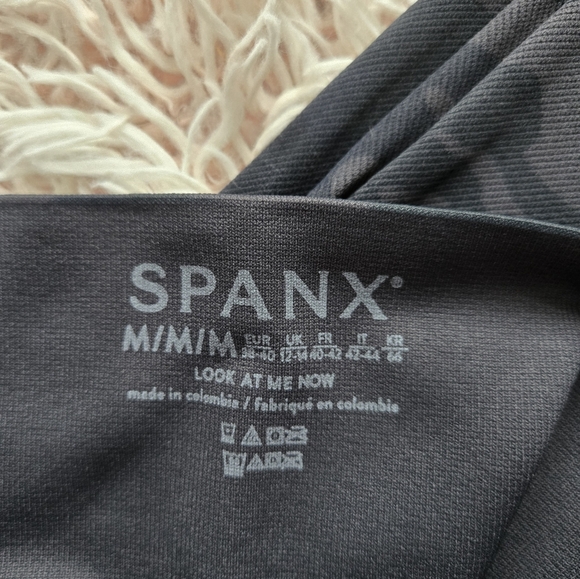 SPANX®
M/M/M EUR UK FR IT KR
38-40 12-14 40-42 42-44 66
LOOK AT ME NOW
made in colombia / fabriqué en colombie